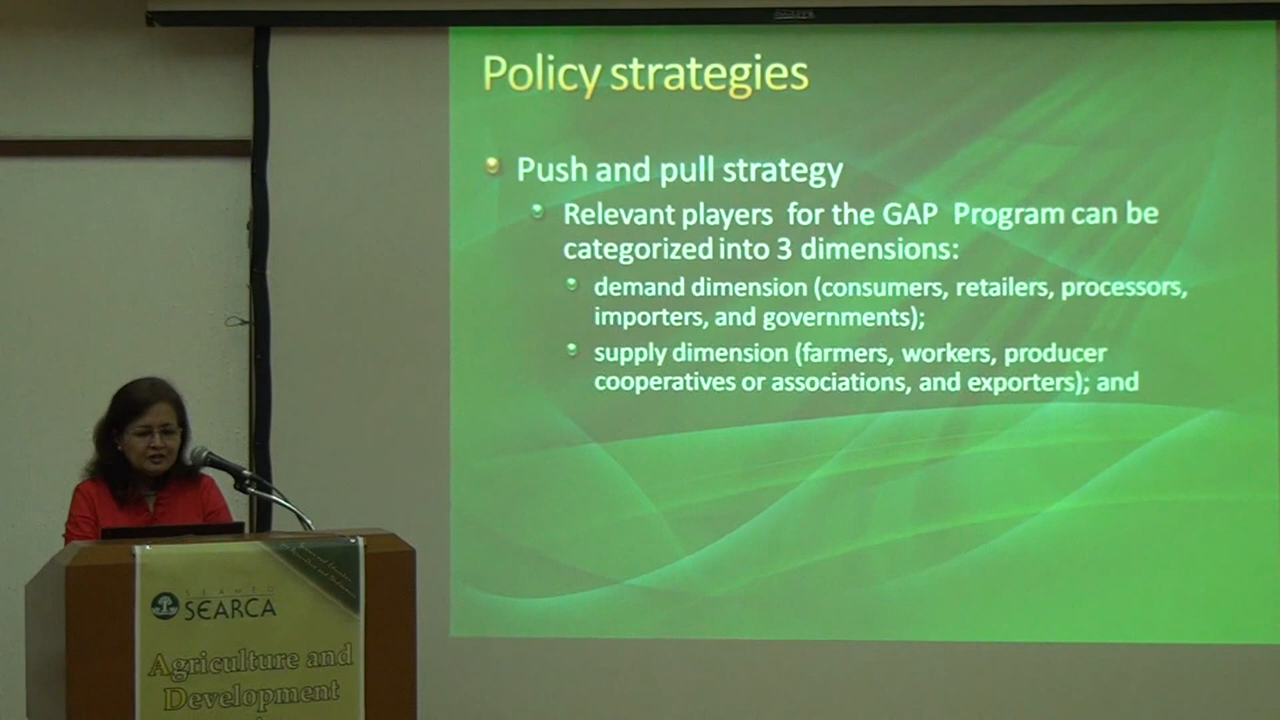 Policy strategies
Push and pull strategy
Relevant players for the GAP Program can be
categorized into 3 dimensions:
demand dimension (consumers, retailers, processors,
importers, and governments);
supply dimension (farmers, workers, producer
cooperatives or associations, and exporters); and
SEAMEO
SEARCA
Agriculture and
Development